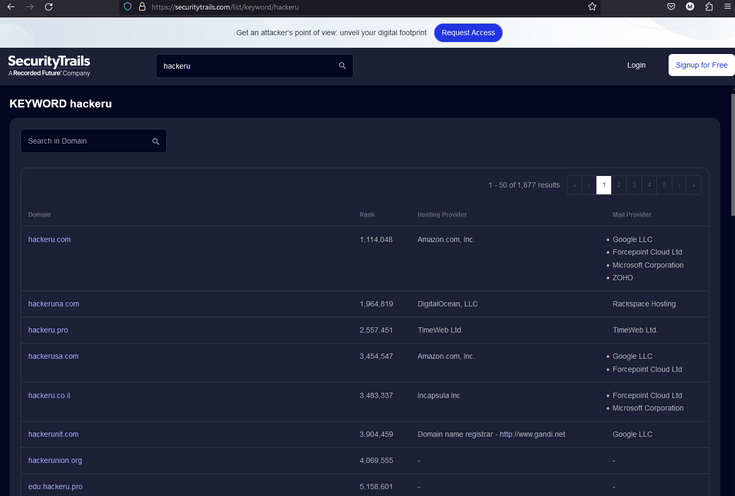 https://securitytrails.com/list/keyword/hackeru
Get an attacker's point of view: unveil your digital footprint Request Access
SecurityTrails
A Recorded Future® Company
hackeru
Login
Signup for Free
KEYWORD hackeru
Search in Domain
1 - 50 of 1,877 results « ‹ 1 2 3 4 5 › »
Domain Rank Hosting Provider Mail Provider
hackeru.com 1,114,048 Amazon.com, Inc. • Google LLC
• Forcepoint Cloud Ltd
• Microsoft Corporation
• ZOHO
hackeruna.com 1,964,819 DigitalOcean, LLC Rackspace Hosting
hackeru.pro 2,557,451 TimeWeb Ltd. TimeWeb Ltd.
hackerusa.com 3,454,547 Amazon.com, Inc. • Google LLC
• Forcepoint Cloud Ltd
hackeru.co.il 3,483,337 Incapsula Inc • Forcepoint Cloud Ltd
• Microsoft Corporation
hackerunit.com 3,904,459 Domain name registrar - http://www.gandi.net Google LLC
hackerunion.org 4,069,555 - -
edu.hackeru.pro 5,158,601 - -